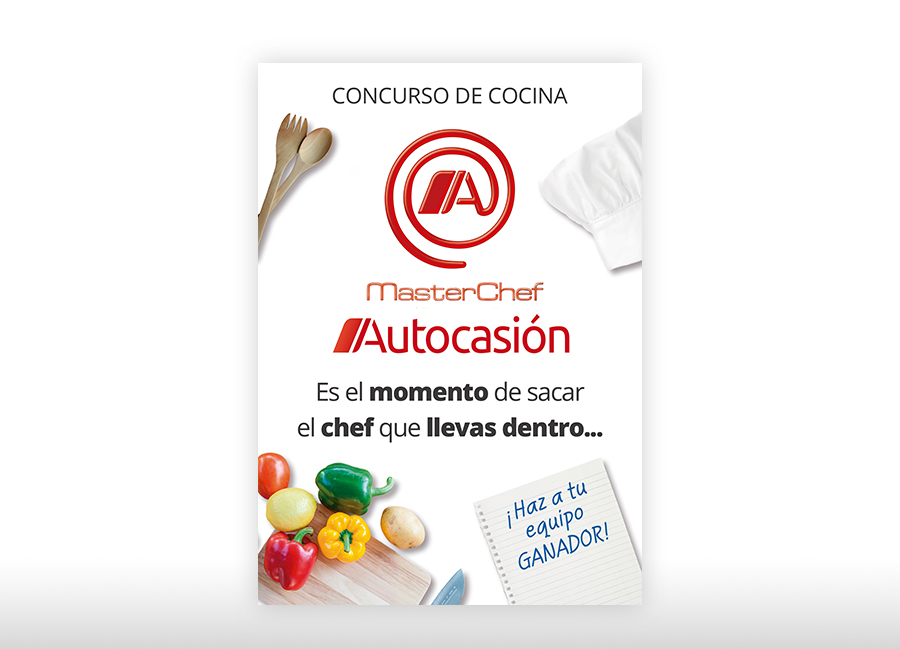 CONCURSO DE COCINA
MasterChef
Autocasión
Es el momento de sacar
el chef que llevas dentro...
¡Haz a tu
equipo
GANADOR!